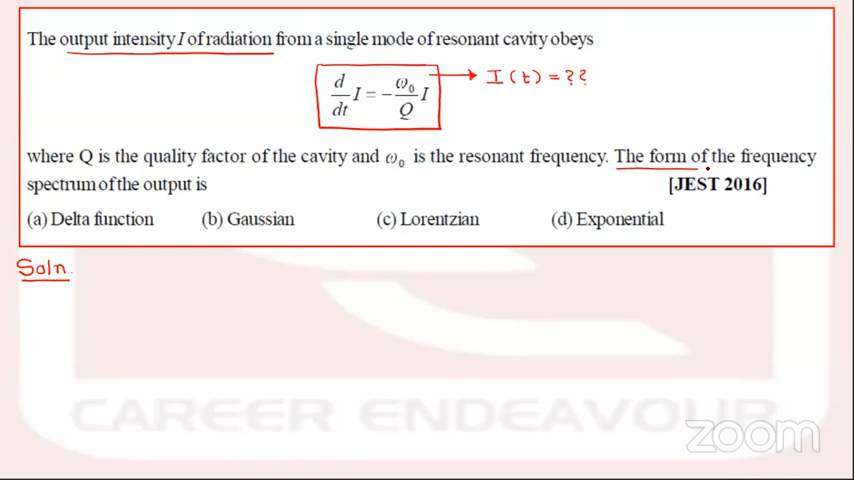 The output intensity I of radiation from a single mode of resonant cavity obeys
d/dt I = - ω₀/Q I → I (t) = ??
where Q is the quality factor of the cavity and ω₀ is the resonant frequency. The form of the frequency
spectrum of the output is [JEST 2016]
(a) Delta function (b) Gaussian (c) Lorentzian (d) Exponential
Soln.
CAREER ENDEAVOUR
zoom